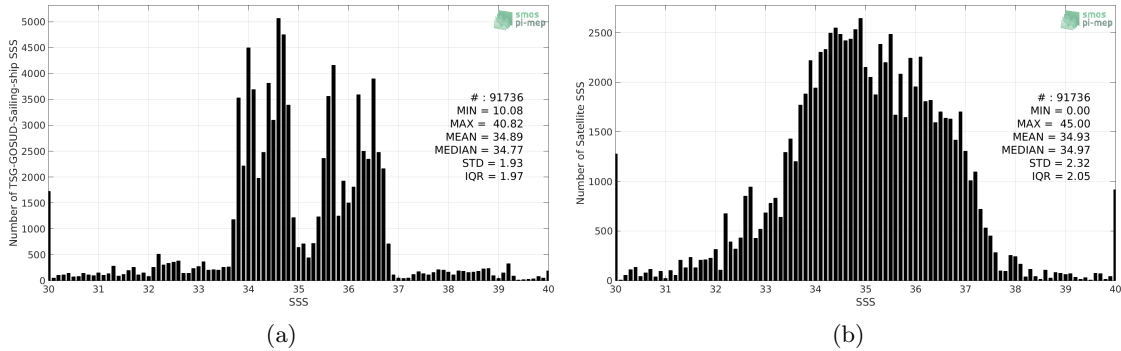 smos
pi-mep
5000
4500
4000
3500
3000
2500
2000
1500
1000
500
0
Number of TSG-GOSUD-Sailing-ship SSS
# : 91736
MIN = 10.08
MAX = 40.82
MEAN = 34.89
MEDIAN = 34.77
STD = 1.93
IQR = 1.97
30 31 32 33 34 35 36 37 38 39 40
SSS
(a)
smos
pi-mep
2500
2000
1500
1000
500
0
Number of Satellite SSS
# : 91736
MIN = 0.00
MAX = 45.00
MEAN = 34.93
MEDIAN = 34.97
STD = 2.32
IQR = 2.05
30 31 32 33 34 35 36 37 38 39 40
SSS
(b)